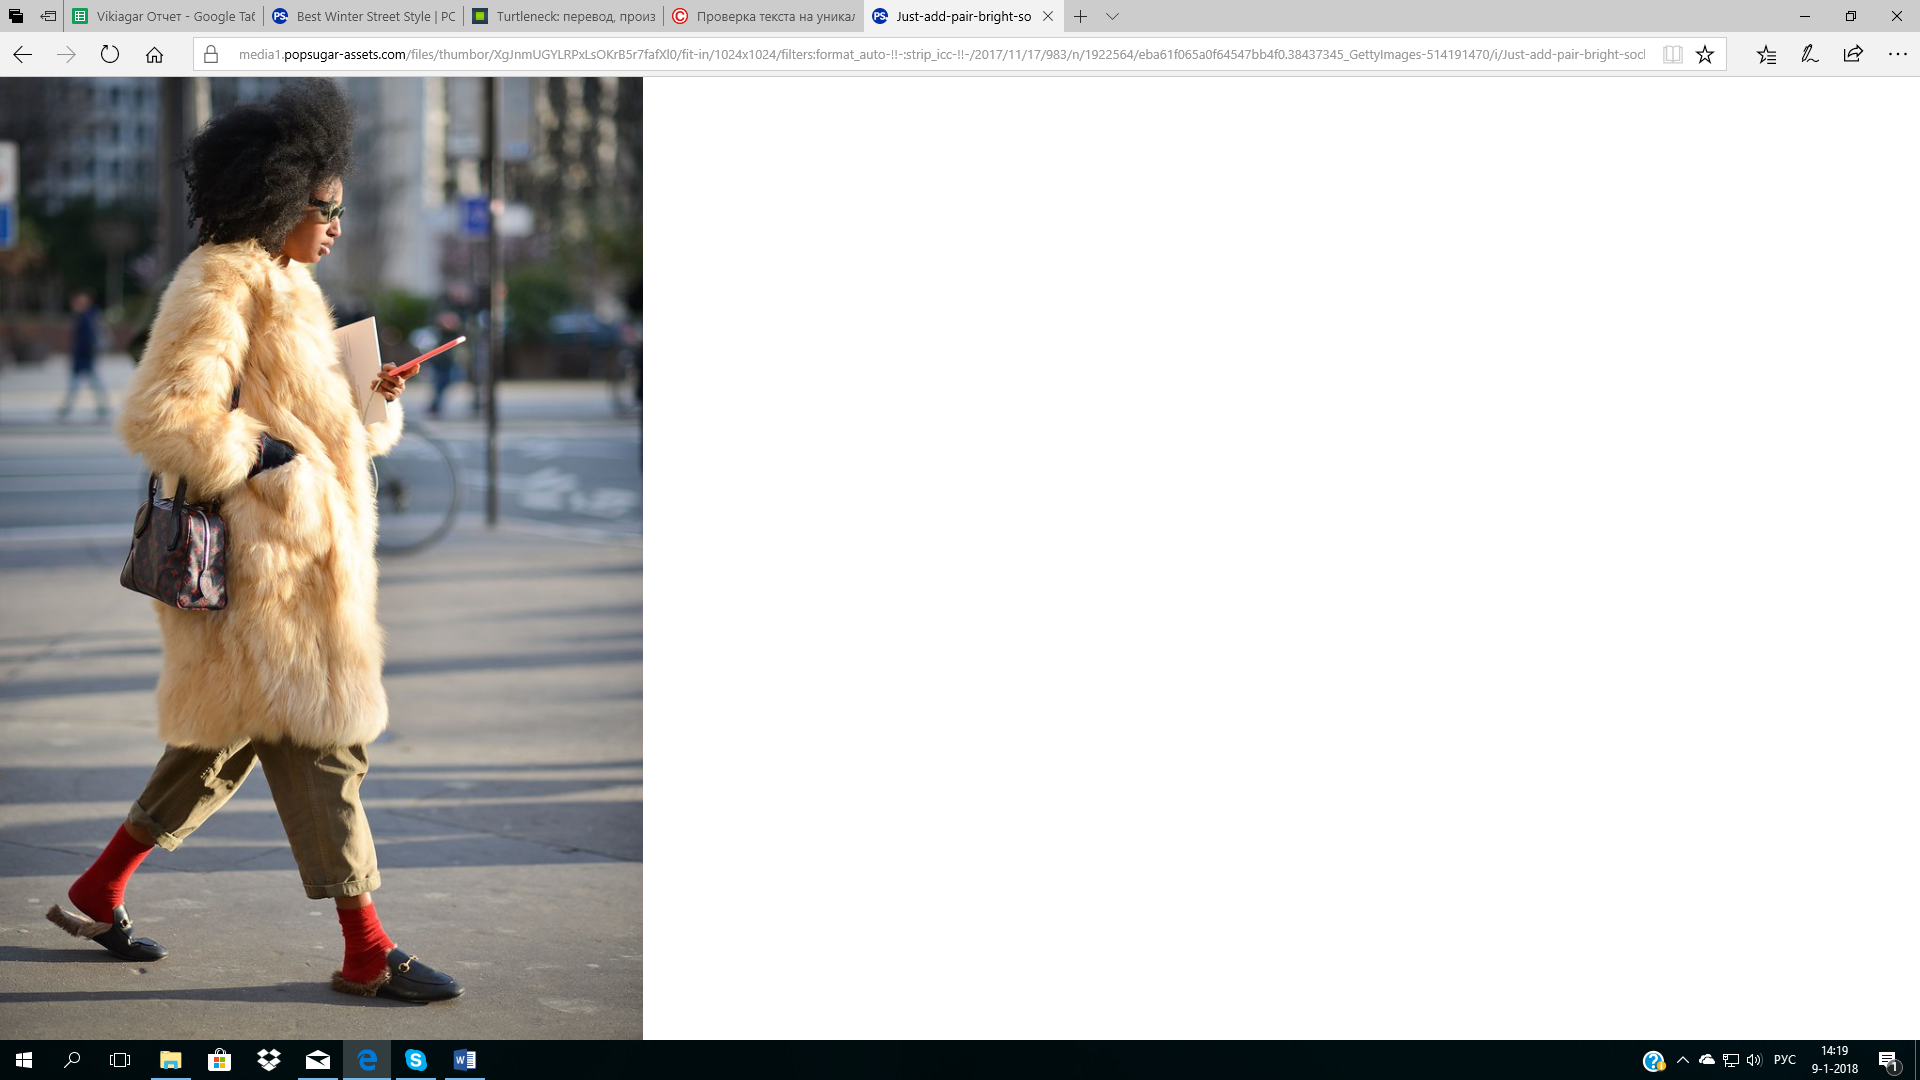 Vikiagar Отчет - Google Таб
Best Winter Street Style | PC
Turtleneck: перевод, произ
Проверка текста на уникал
Just-add-pair-bright-so
media1.popsugar-assets.com/files/thumbor/XgJnmUGYLRPxLsOKrB5r7fafXl0/fit-in/1024x1024/filters:format_auto-!!-:strip_icc-!!-/2017/11/17/983/n/1922564/eba61f065a0f64547bb4f0.38437345_GettyImages-514191470/i/Just-add-pair-bright-socl
РУС
14:19
9-1-2018
1